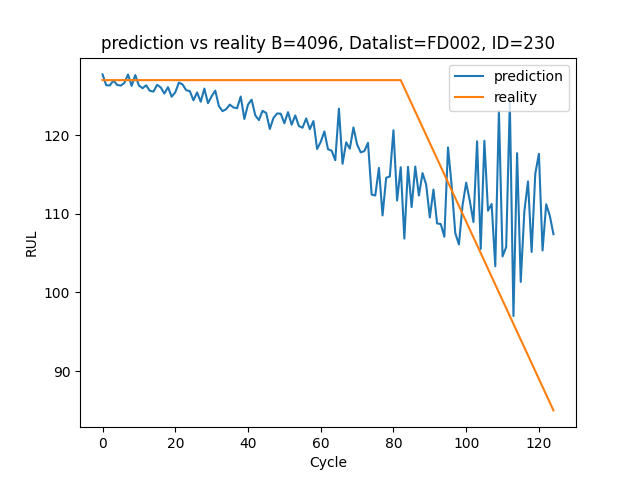 prediction vs reality B=4096, Datalist=FD002, ID=230
prediction
reality
RUL
120
110
100
90
0 20 40 60 80 100 120
Cycle